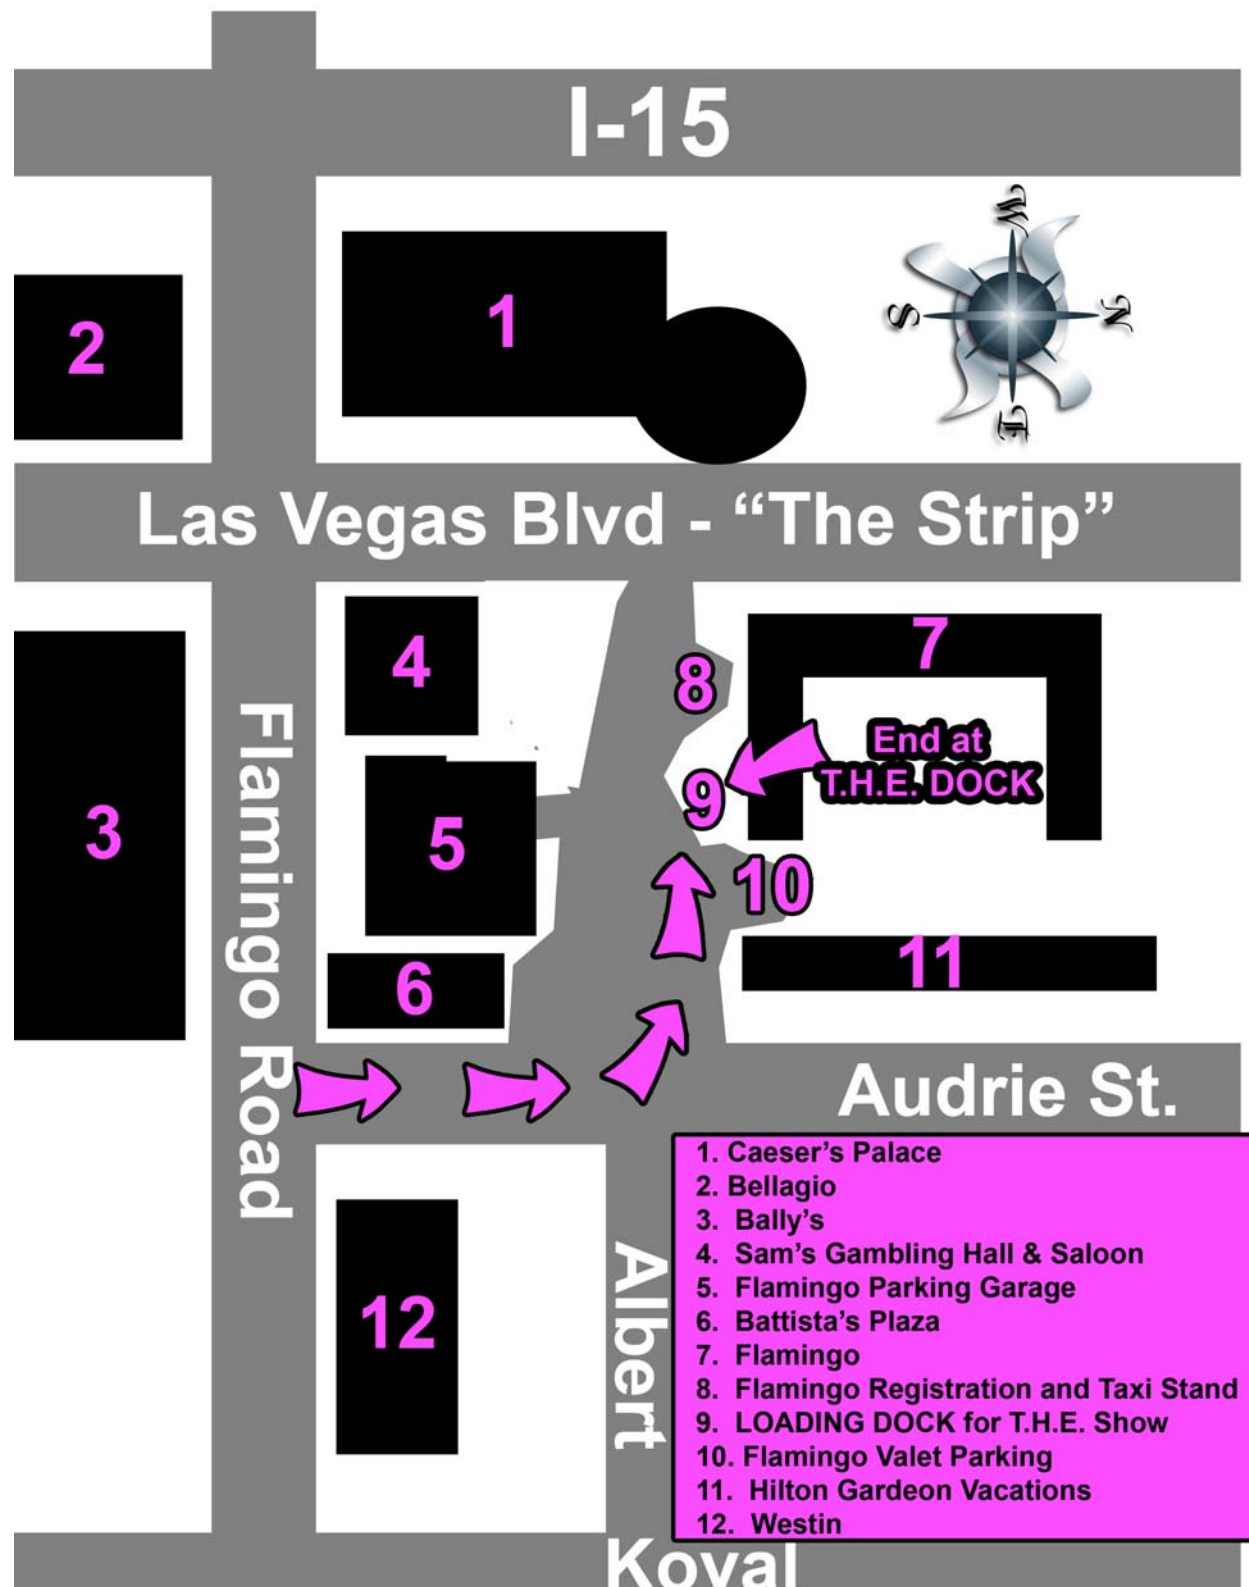 I-15
W
N
S
E
1
2
Las Vegas Blvd - “The Strip”
4
7
8
3
Flamingo Road
5
9
End at
T.H.E. DOCK
10
6
11
Audrie St.
12
Albert
1. Caeser’s Palace
2. Bellagio
3. Bally’s
4. Sam’s Gambling Hall & Saloon
5. Flamingo Parking Garage
6. Battista’s Plaza
7. Flamingo
8. Flamingo Registration and Taxi Stand
9. LOADING DOCK for T.H.E. Show
10. Flamingo Valet Parking
11. Hilton Gardeon Vacations
12. Westin
Koval